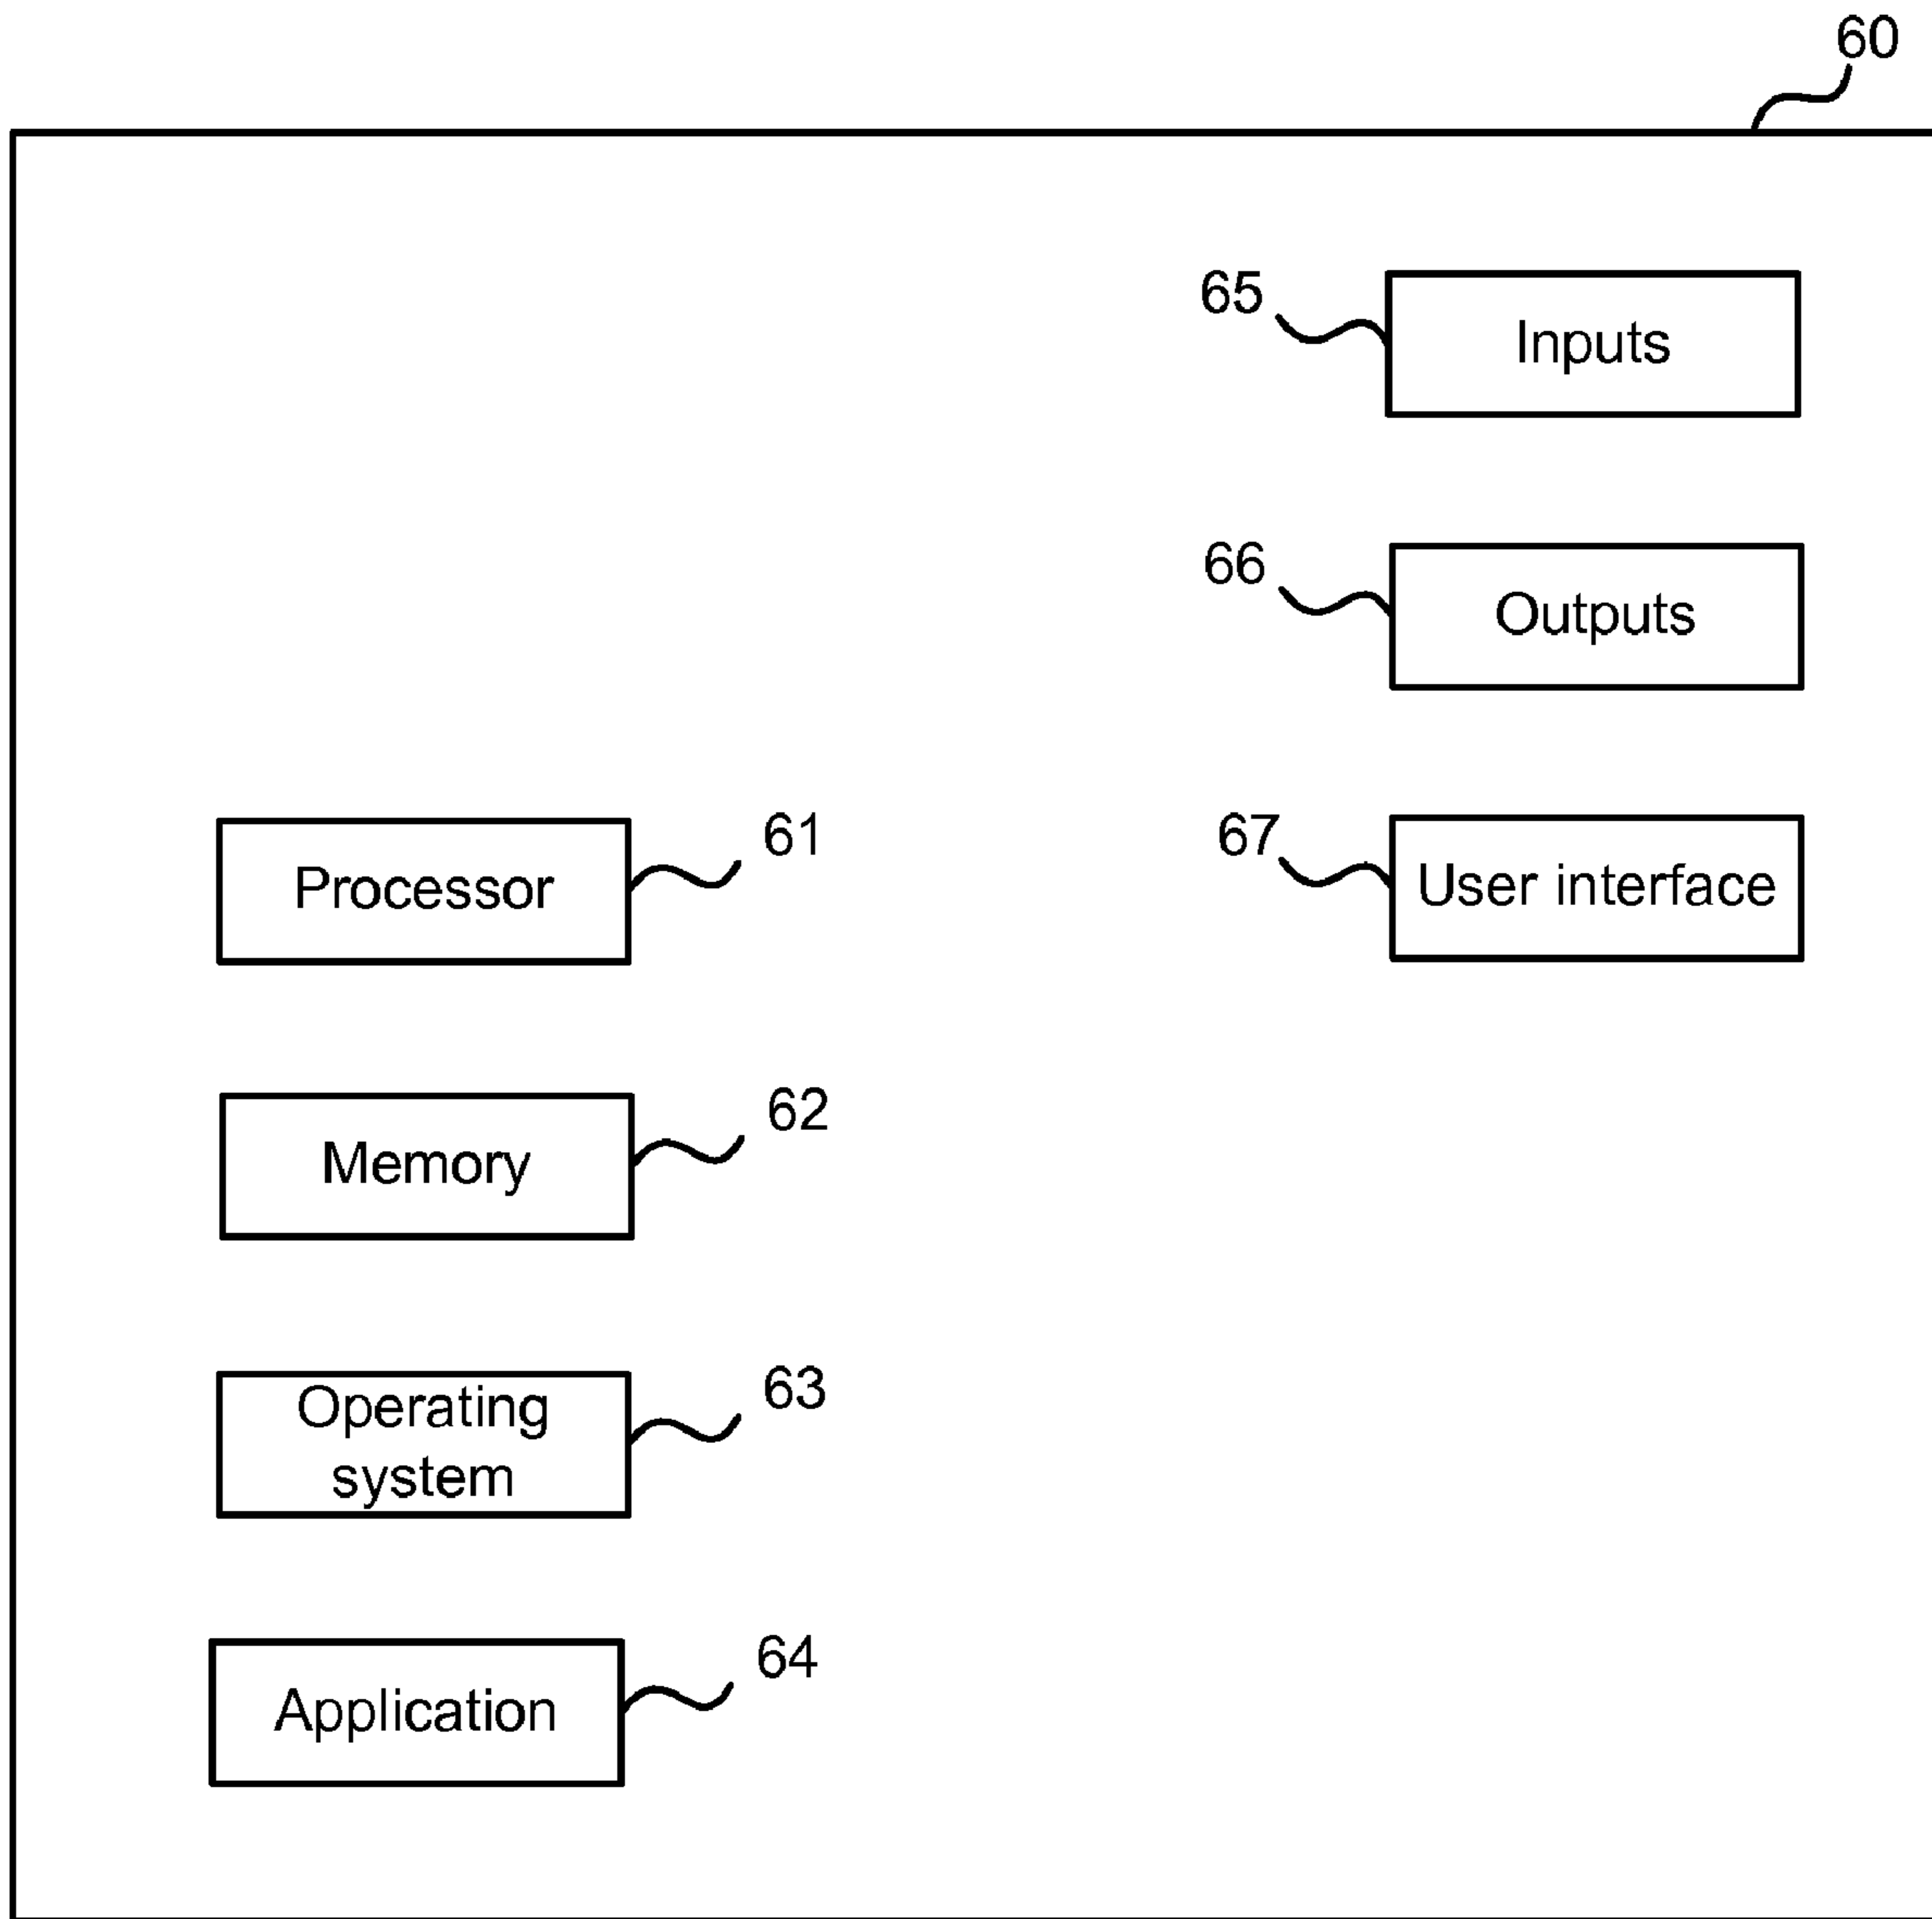 60
65
Inputs
66
Outputs
61
67
Processor
User interface
62
Memory
63
Operating
system
64
Application